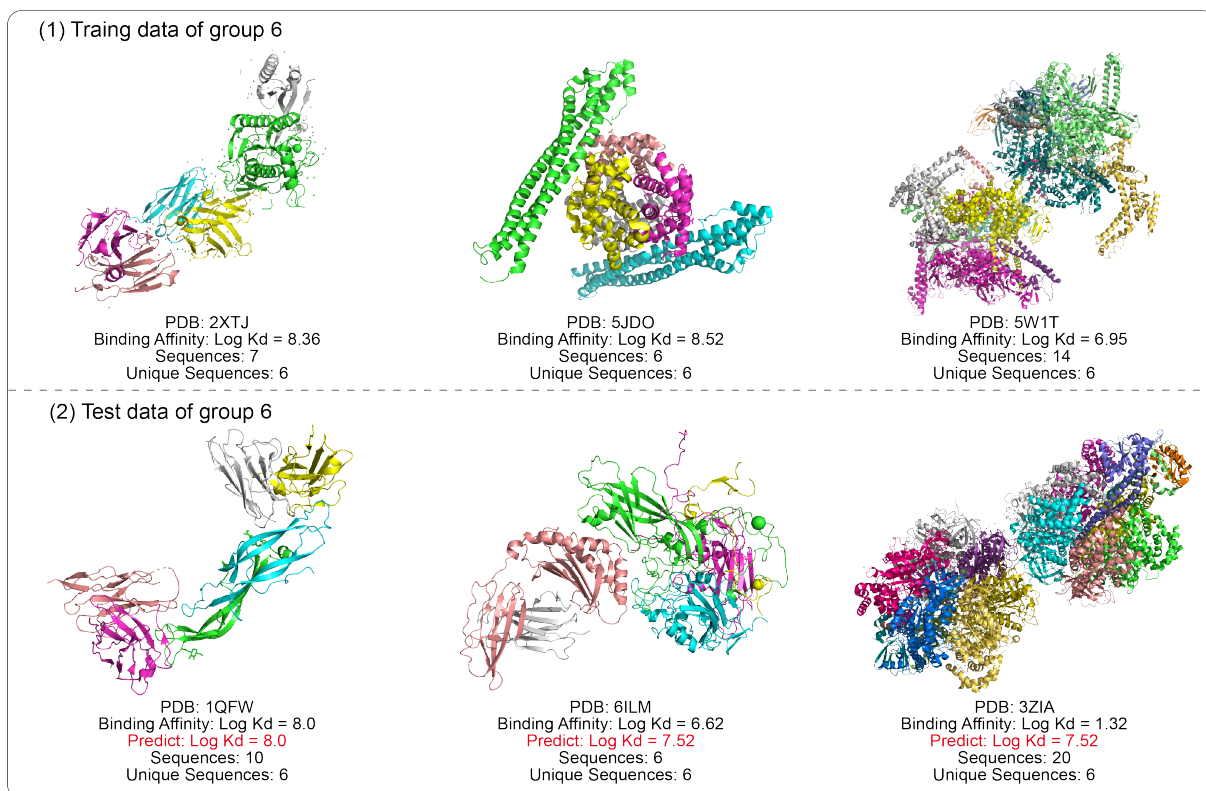 (1) Traing data of group 6
PDB: 2XTJ
Binding Affinity: Log Kd = 8.36
Sequences: 7
Unique Sequences: 6
PDB: 5JDO
Binding Affinity: Log Kd = 8.52
Sequences: 6
Unique Sequences: 6
PDB: 5W1T
Binding Affinity: Log Kd = 6.95
Sequences: 14
Unique Sequences: 6
(2) Test data of group 6
PDB: 1QFW
Binding Affinity: Log Kd = 8.0
Predict: Log Kd = 8.0
Sequences: 10
Unique Sequences: 6
PDB: 6ILM
Binding Affinity: Log Kd = 6.62
Predict: Log Kd = 7.52
Sequences: 6
Unique Sequences: 6
PDB: 3ZIA
Binding Affinity: Log Kd = 1.32
Predict: Log Kd = 7.52
Sequences: 20
Unique Sequences: 6